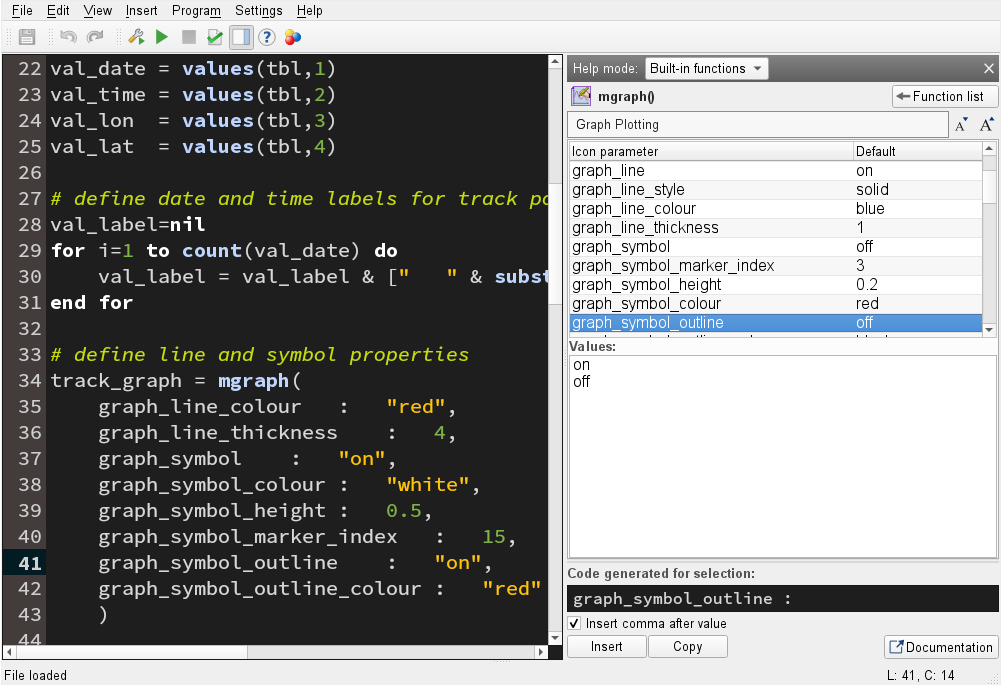 File Edit View Insert Program Settings Help
22 val_date = values(tbl,1)
23 val_time = values(tbl,2)
24 val_lon  = values(tbl,3)
25 val_lat  = values(tbl,4)
26
27 # define date and time labels for track po
28 val_label=nil
29 for i=1 to count(val_date) do
30     val_label = val_label & ["   " & subst
31 end for
32
33 # define line and symbol properties
34 track_graph = mgraph(
35     graph_line_colour   :   "red",
36     graph_line_thickness    :   4,
37     graph_symbol    :   "on",
38     graph_symbol_colour :   "white",
39     graph_symbol_height :   0.5,
40     graph_symbol_marker_index   :   15,
41     graph_symbol_outline    :   "on",
42     graph_symbol_outline_colour :   "red"
43     )
44
Help mode: Built-in functions
mgraph()
Function list
Graph Plotting
Icon parameter Default
graph_line on
graph_line_style solid
graph_line_colour blue
graph_line_thickness 1
graph_symbol off
graph_symbol_marker_index 3
graph_symbol_height 0.2
graph_symbol_colour red
graph_symbol_outline off
Values:
on
off
Code generated for selection:
graph_symbol_outline :
Insert comma after value
Insert Copy Documentation
File loaded L: 41, C: 14